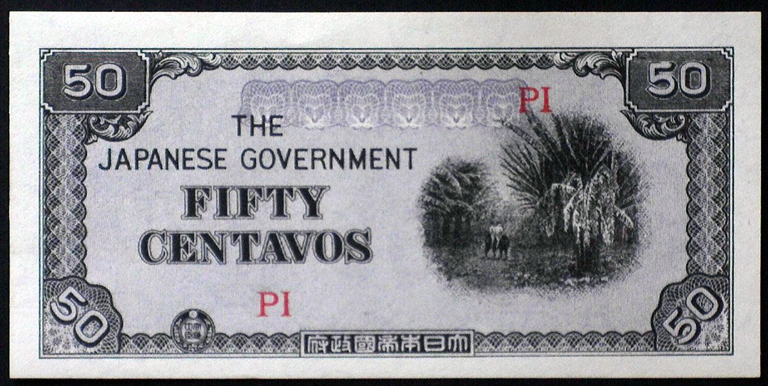 50
50
PI
THE
JAPANESE GOVERNMENT
FIFTY
CENTAVOS
PI
50
大日本帝國政府
50